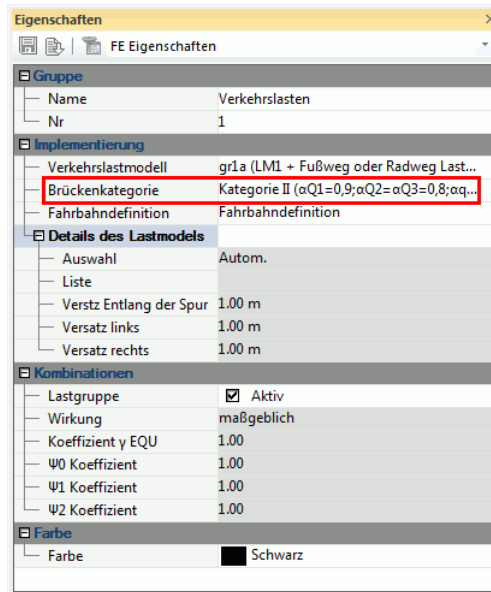 Eigenschaften
FE Eigenschaften
Gruppe
Name Verkehrslasten
Nr 1
Implementierung
Verkehrslastmodell gr1a (LM1 + Fußweg oder Radweg Last...
Brückenkategorie Kategorie II (αQ1=0,9;αQ2=αQ3=0,8;αq...
Fahrbahndefinition Fahrbahndefinition
Details des Lastmodels
Auswahl Autom.
Liste
Verstz Entlang der Spur 1.00 m
Versatz links 1.00 m
Versatz rechts 1.00 m
Kombinationen
Lastgruppe Aktiv
Wirkung maßgeblich
Koeffizient γ EQU 1.00
Ψ0 Koeffizient 1.00
Ψ1 Koeffizient 1.00
Ψ2 Koeffizient 1.00
Farbe
Farbe Schwarz